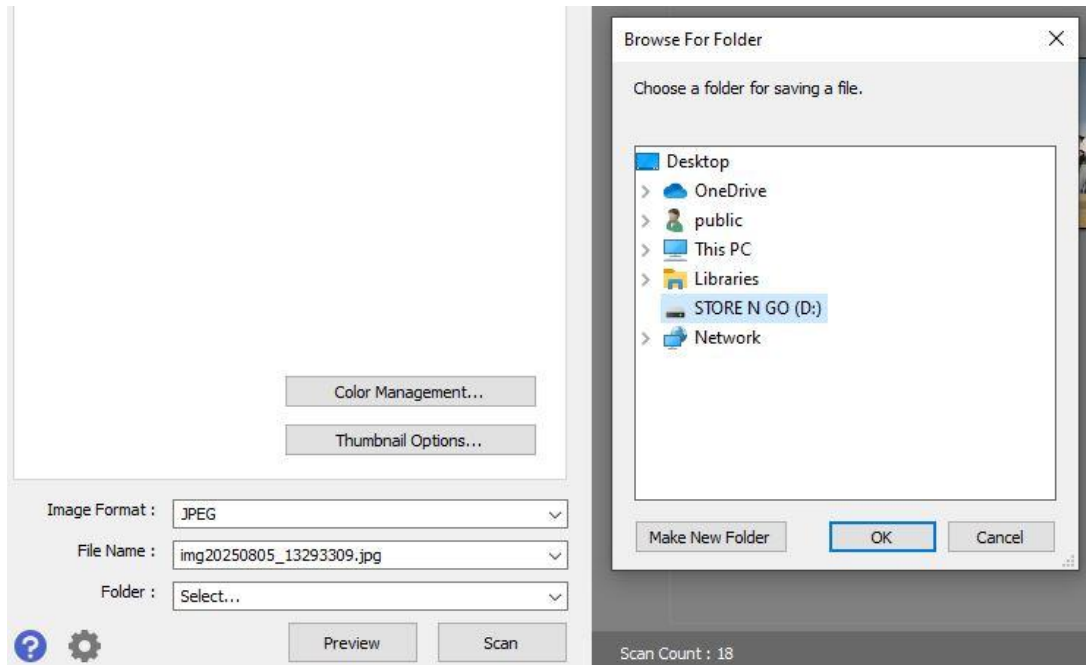 Color Management...
Thumbnail Options...
Image Format :
JPEG
File Name :
img20250805_13293309.jpg
Folder :
Select...
?
Preview
Scan
Browse For Folder
Choose a folder for saving a file.
Desktop
OneDrive
public
This PC
Libraries
STORE N GO (D:)
Network
Make New Folder
OK
Cancel
Scan Count : 18